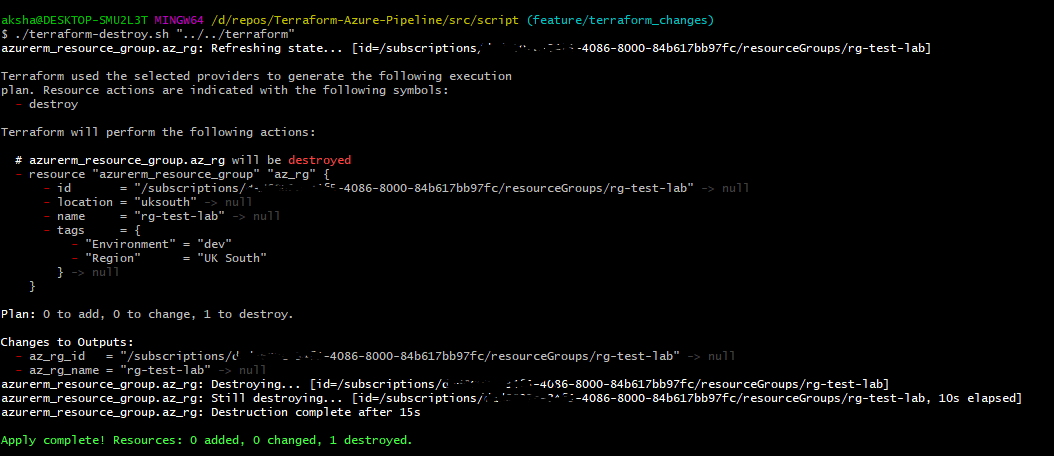 aksha@DESKTOP-SMU2L3T MINGW64 /d/repos/Terraform-Azure-Pipeline/src/script (feature/terraform_changes)
$ ./terraform-destroy.sh "../../terraform"
azurerm_resource_group.az_rg: Refreshing state... [id=/subscriptions/ -4086-8000-84b617bb97fc/resourceGroups/rg-test-lab]
Terraform used the selected providers to generate the following execution
plan. Resource actions are indicated with the following symbols:
- destroy
Terraform will perform the following actions:
# azurerm_resource_group.az_rg will be destroyed
- resource "azurerm_resource_group" "az_rg" {
- id = "/subscriptions/ -4086-8000-84b617bb97fc/resourceGroups/rg-test-lab" -> null
- location = "uksouth" -> null
- name = "rg-test-lab" -> null
- tags = {
- "Environment" = "dev"
- "Region" = "UK South"
} -> null
}
Plan: 0 to add, 0 to change, 1 to destroy.
Changes to Outputs:
- az_rg_id = "/subscriptions/d -4086-8000-84b617bb97fc/resourceGroups/rg-test-lab" -> null
- az_rg_name = "rg-test-lab" -> null
azurerm_resource_group.az_rg: Destroying... [id=/subscriptions/d -4086-8000-84b617bb97fc/resourceGroups/rg-test-lab]
azurerm_resource_group.az_rg: Still destroying... [id=/subscriptions/d -4086-8000-84b617bb97fc/resourceGroups/rg-test-lab, 10s elapsed]
azurerm_resource_group.az_rg: Destruction complete after 15s
Apply complete! Resources: 0 added, 0 changed, 1 destroyed.